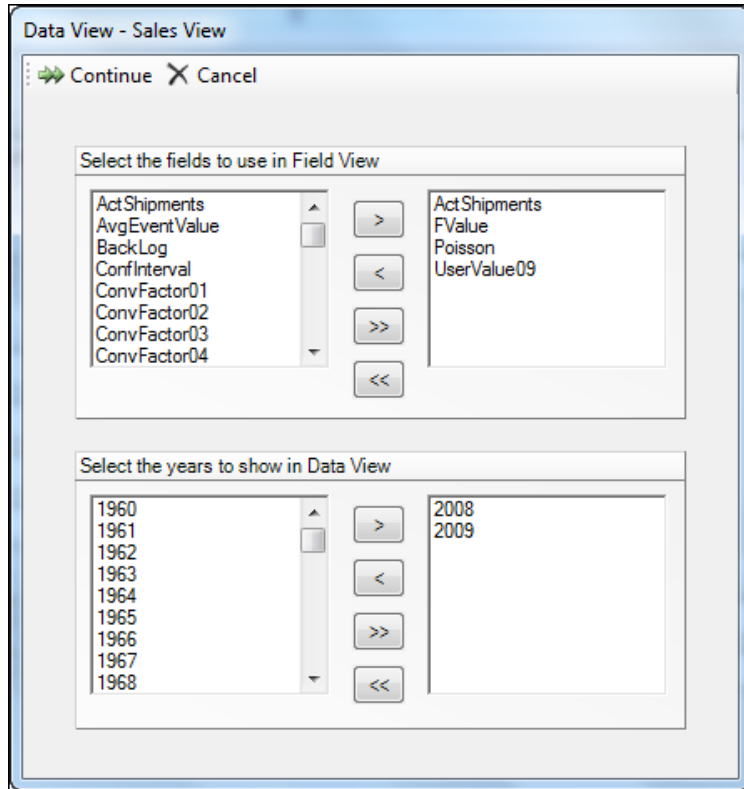 Data View - Sales View
Continue Cancel
Select the fields to use in Field View
ActShipments
AvgEventValue
BackLog
ConfInterval
ConvFactor01
ConvFactor02
ConvFactor03
ConvFactor04
>
<
>>
<<
ActShipments
FValue
Poisson
UserValue09
Select the years to show in Data View
1960
1961
1962
1963
1964
1965
1966
1967
1968
>
<
>>
<<
2008
2009